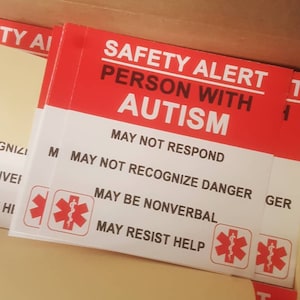 SAFETY ALERT
PERSON WITH
AUTISM
MAY NOT RESPOND
MAY NOT RECOGNIZE DANGER
MAY BE NONVERBAL
MAY RESIST HELP